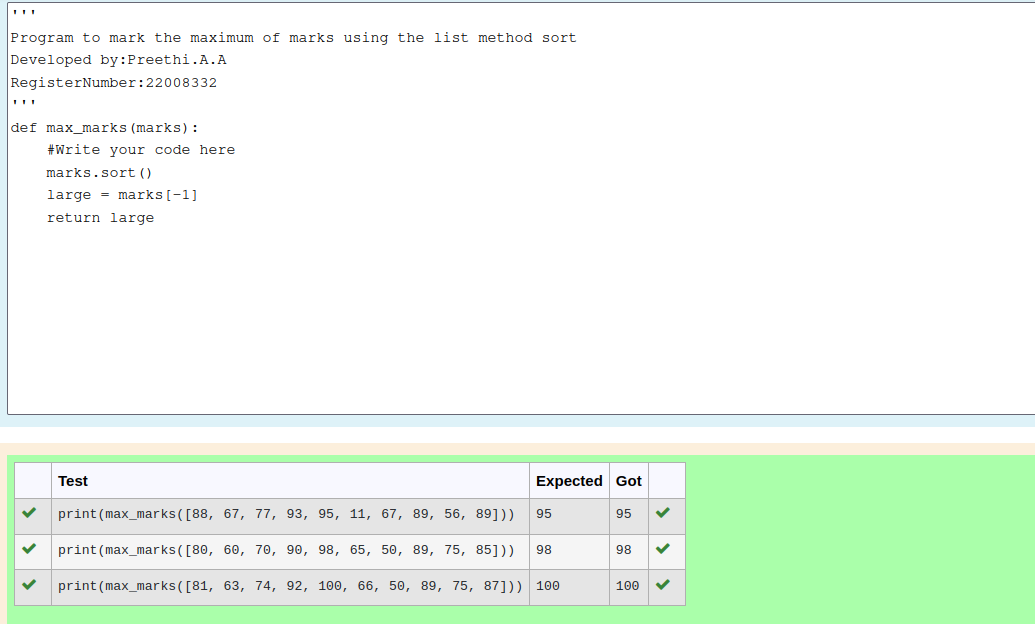 '''
Program to mark the maximum of marks using the list method sort
Developed by:Preethi.A.A
RegisterNumber:22008332
'''
def max_marks(marks):
    #Write your code here
    marks.sort()
    large = marks[-1]
    return large
Test Expected Got
print(max_marks([88, 67, 77, 93, 95, 11, 67, 89, 56, 89])) 95 95
print(max_marks([80, 60, 70, 90, 98, 65, 50, 89, 75, 85])) 98 98
print(max_marks([81, 63, 74, 92, 100, 66, 50, 89, 75, 87])) 100 100